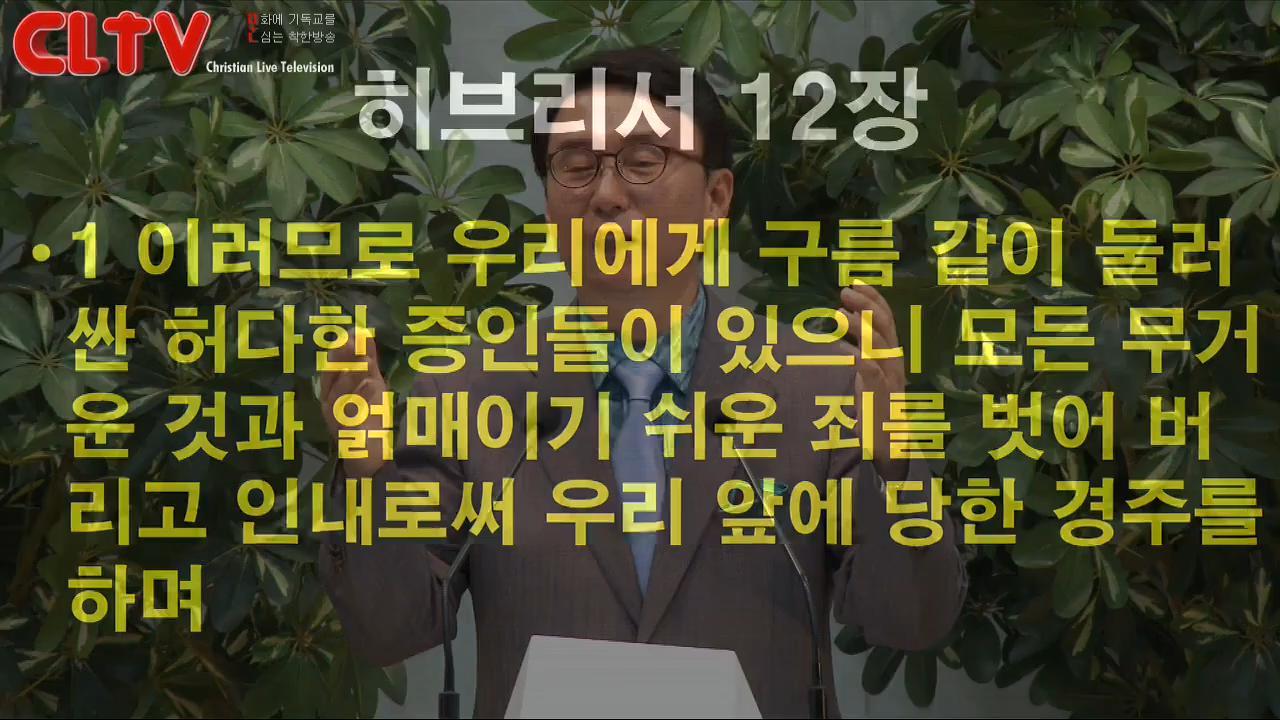 CLTV
문화에 기독교를
심는 착한방송
Christian Live Television
히브리서 12장
• 1 이러므로 우리에게 구름 같이 둘러
싼 허다한 증인들이 있으니 모든 무거
운 것과 얽매이기 쉬운 죄를 벗어 버
리고 인내로써 우리 앞에 당한 경주를
하며